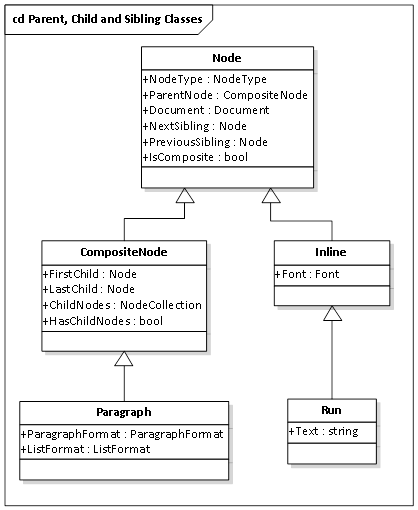 cd Parent, Child and Sibling Classes
Node
+NodeType : NodeType
+ParentNode : CompositeNode
+Document : Document
+NextSibling : Node
+PreviousSibling : Node
+IsComposite : bool
CompositeNode
+FirstChild : Node
+LastChild : Node
+ChildNodes : NodeCollection
+HasChildNodes : bool
Inline
+Font : Font
Paragraph
+ParagraphFormat : ParagraphFormat
+ListFormat : ListFormat
Run
+Text : string